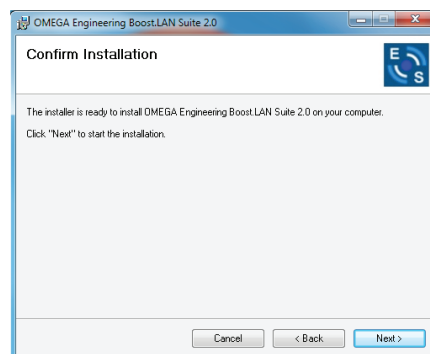 OMEGA Engineering Boost.LAN Suite 2.0
Confirm Installation
E
S
The installer is ready to install OMEGA Engineering Boost.LAN Suite 2.0 on your computer.
Click "Next" to start the installation.
Cancel
< Back
Next >